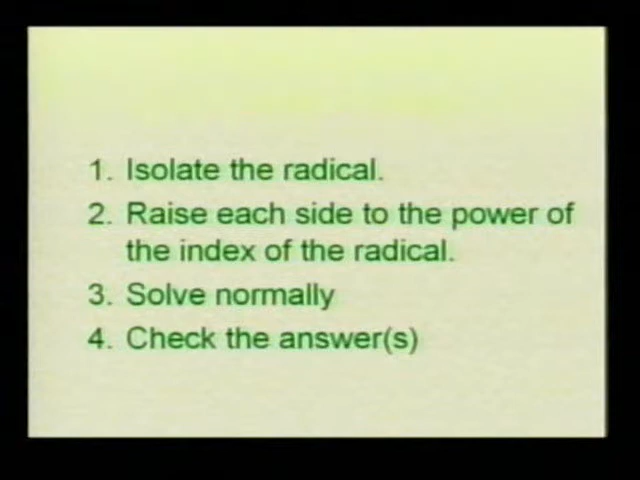 1. Isolate the radical.
2. Raise each side to the power of
the index of the radical.
3. Solve normally
4. Check the answer(s)